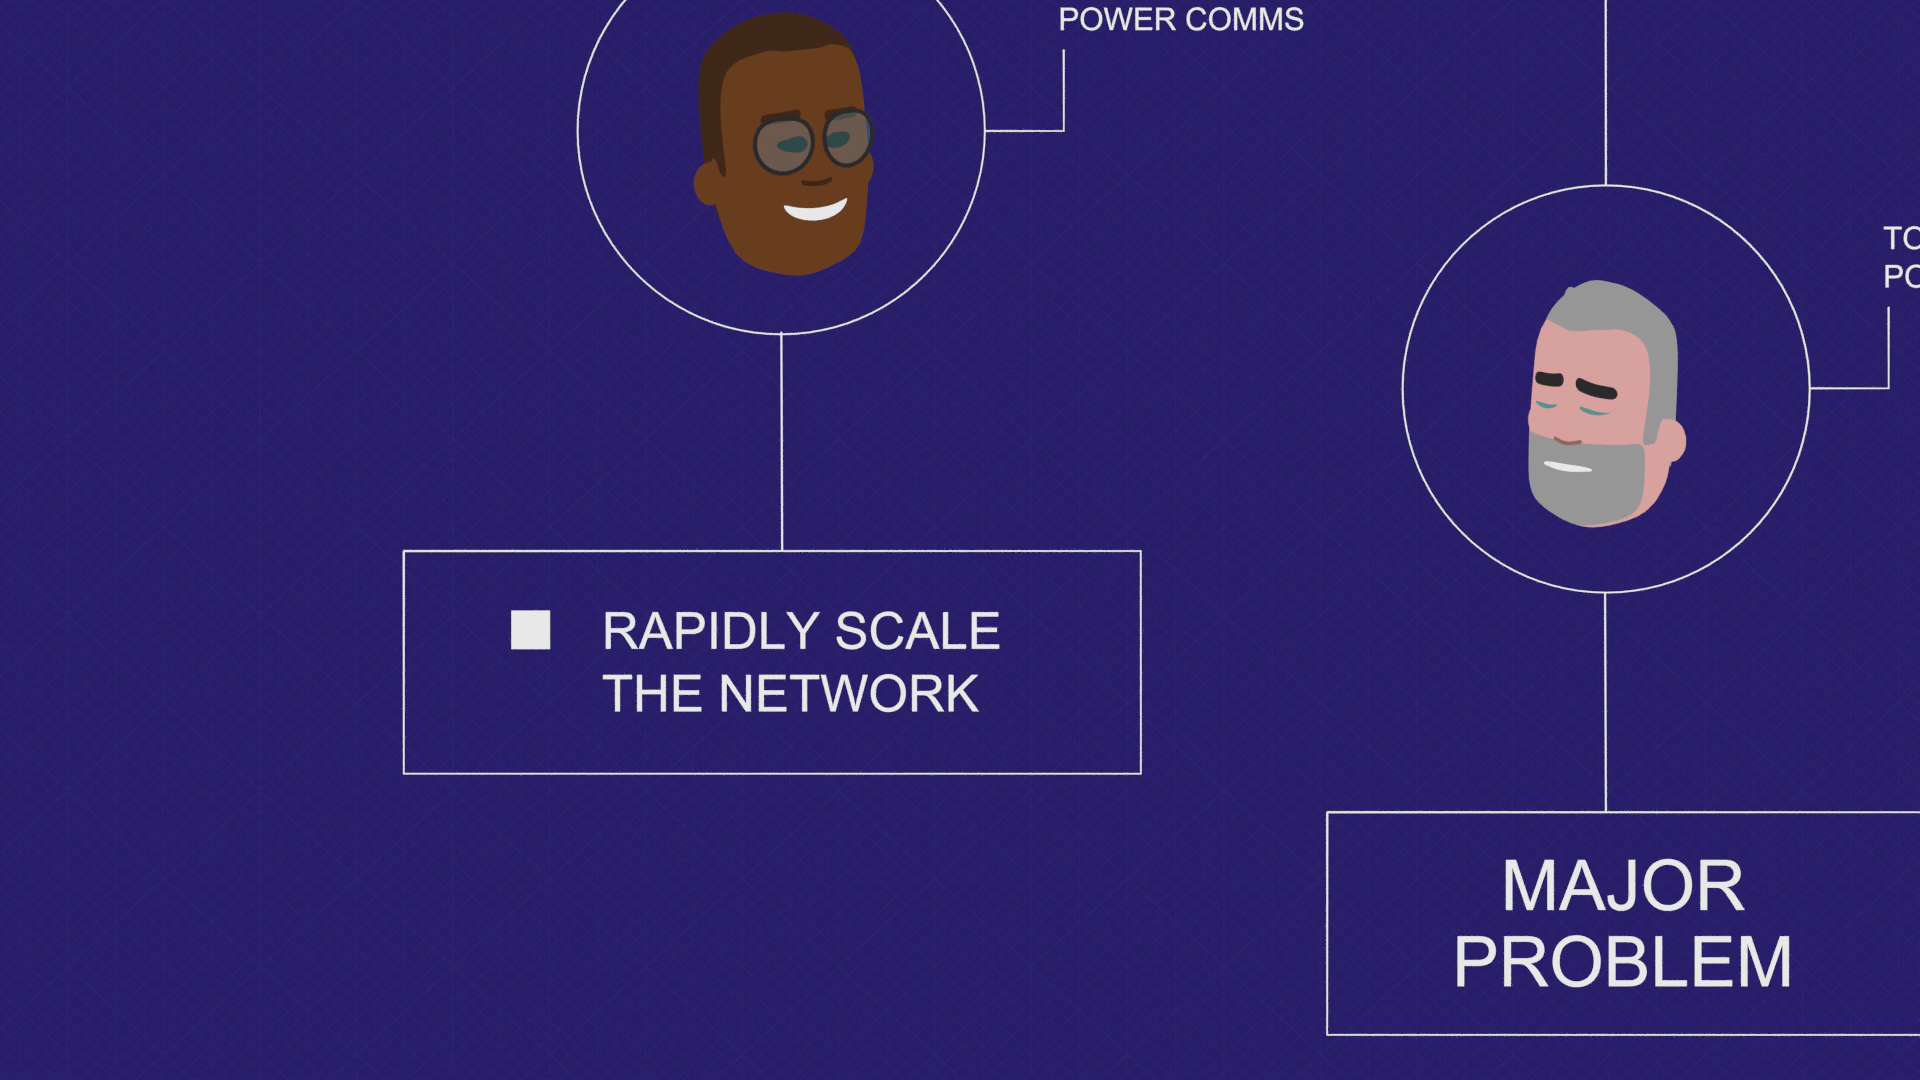 POWER COMMS
RAPIDLY SCALE
THE NETWORK
MAJOR
PROBLEM